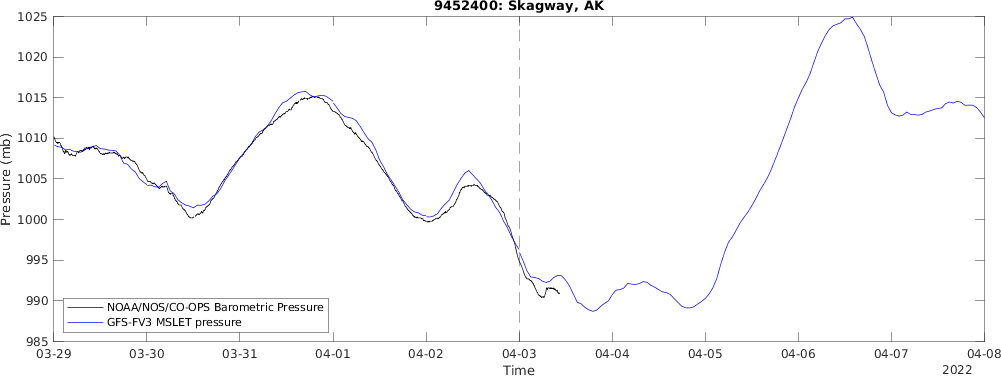 9452400: Skagway, AK
Pressure (mb)
1025
1020
1015
1010
1005
1000
995
990
985
NOAA/NOS/CO-OPS Barometric Pressure
GFS-FV3 MSLET pressure
03-29 03-30 03-31 04-01 04-02 04-03 04-04 04-05 04-06 04-07 04-08
Time
2022